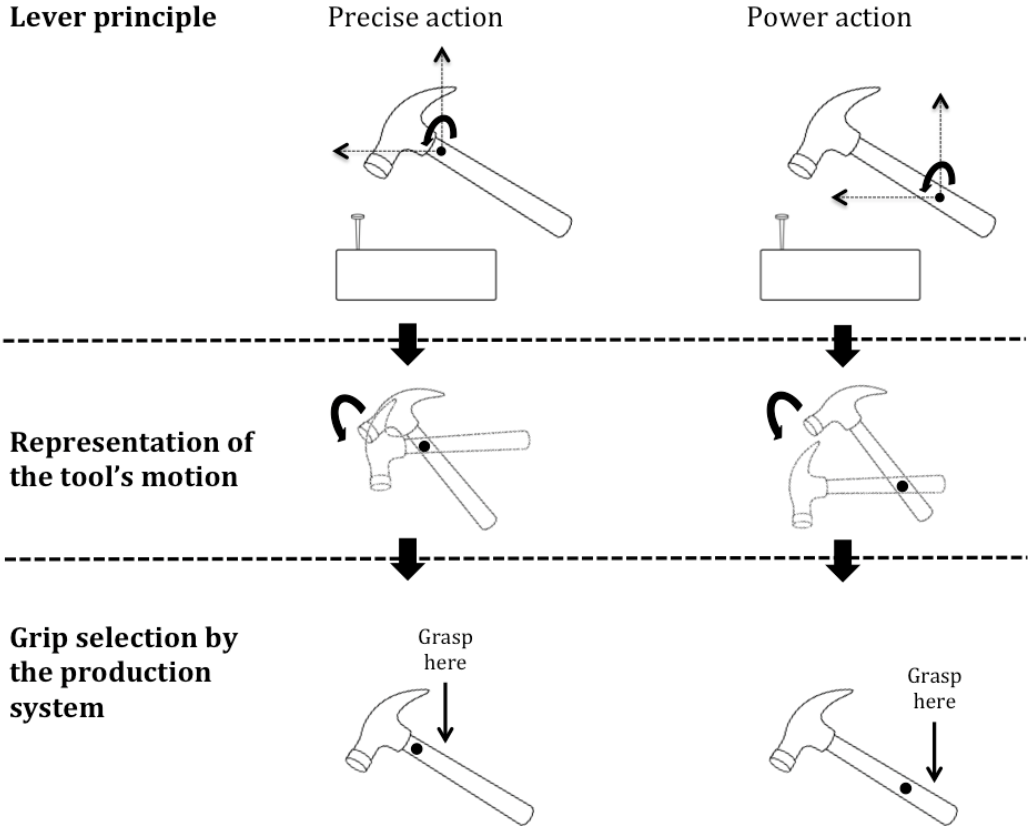 Lever principle
Precise action
Power action
Representation of
the tool's motion
Grip selection by
the production
system
Grasp
here
Grasp
here